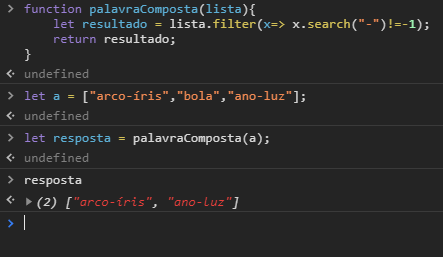 function palavraComposta(lista){
let resultado = lista.filter(x=> x.search("-")!=-1);
return resultado;
}
undefined
let a = ["arco-íris","bola","ano-luz"];
undefined
let resposta = palavraComposta(a);
undefined
resposta
(2) ["arco-íris", "ano-luz"]